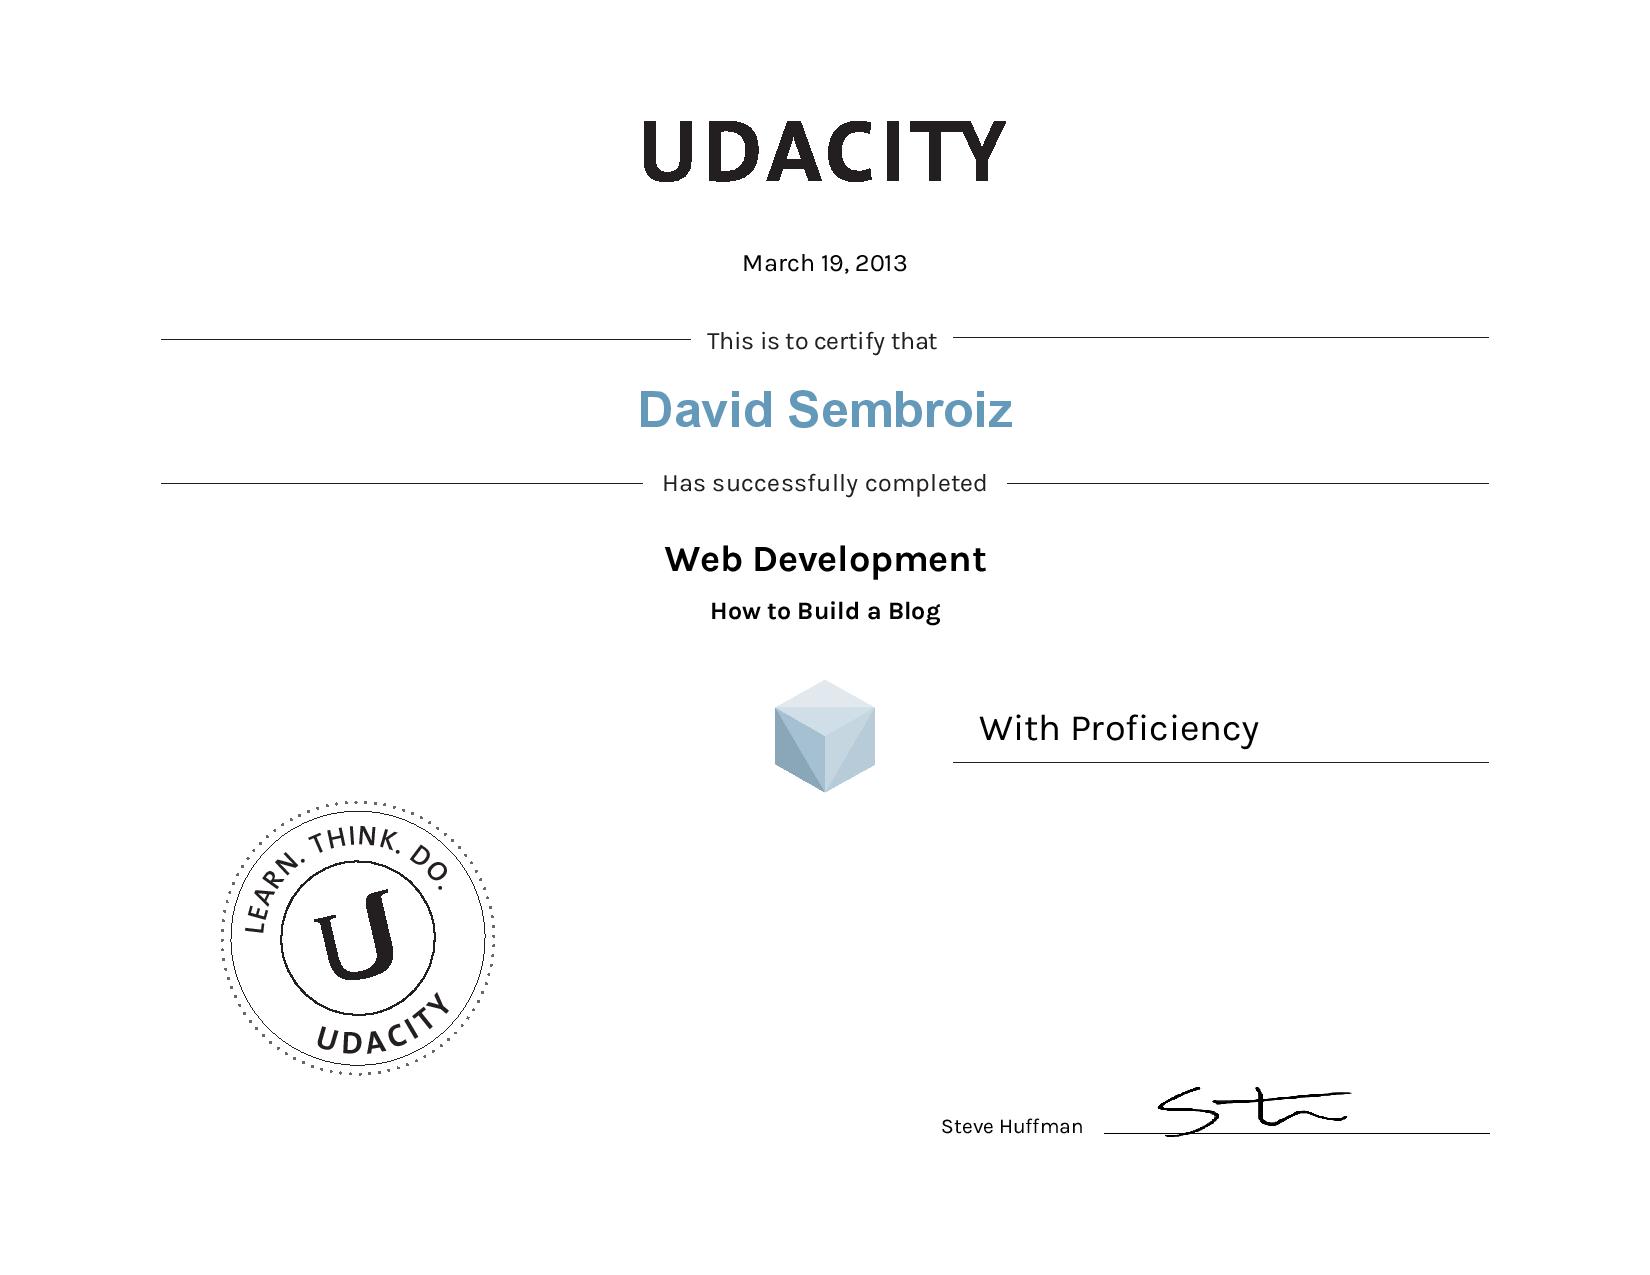 UDACITY
March 19, 2013
This is to certify that
David Sembroiz
Has successfully completed
Web Development
How to Build a Blog
With Proficiency
LEARN. THINK. DO.
U
UDACITY
Steve Huffman